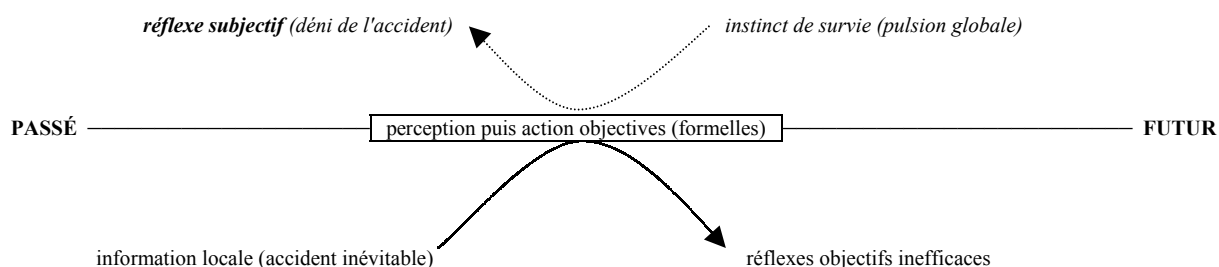 réflexe subjectif (déni de l'accident) instinct de survie (pulsion globale)
PASSÉ perception puis action objectives (formelles) FUTUR
information locale (accident inévitable) réflexes objectifs inefficaces